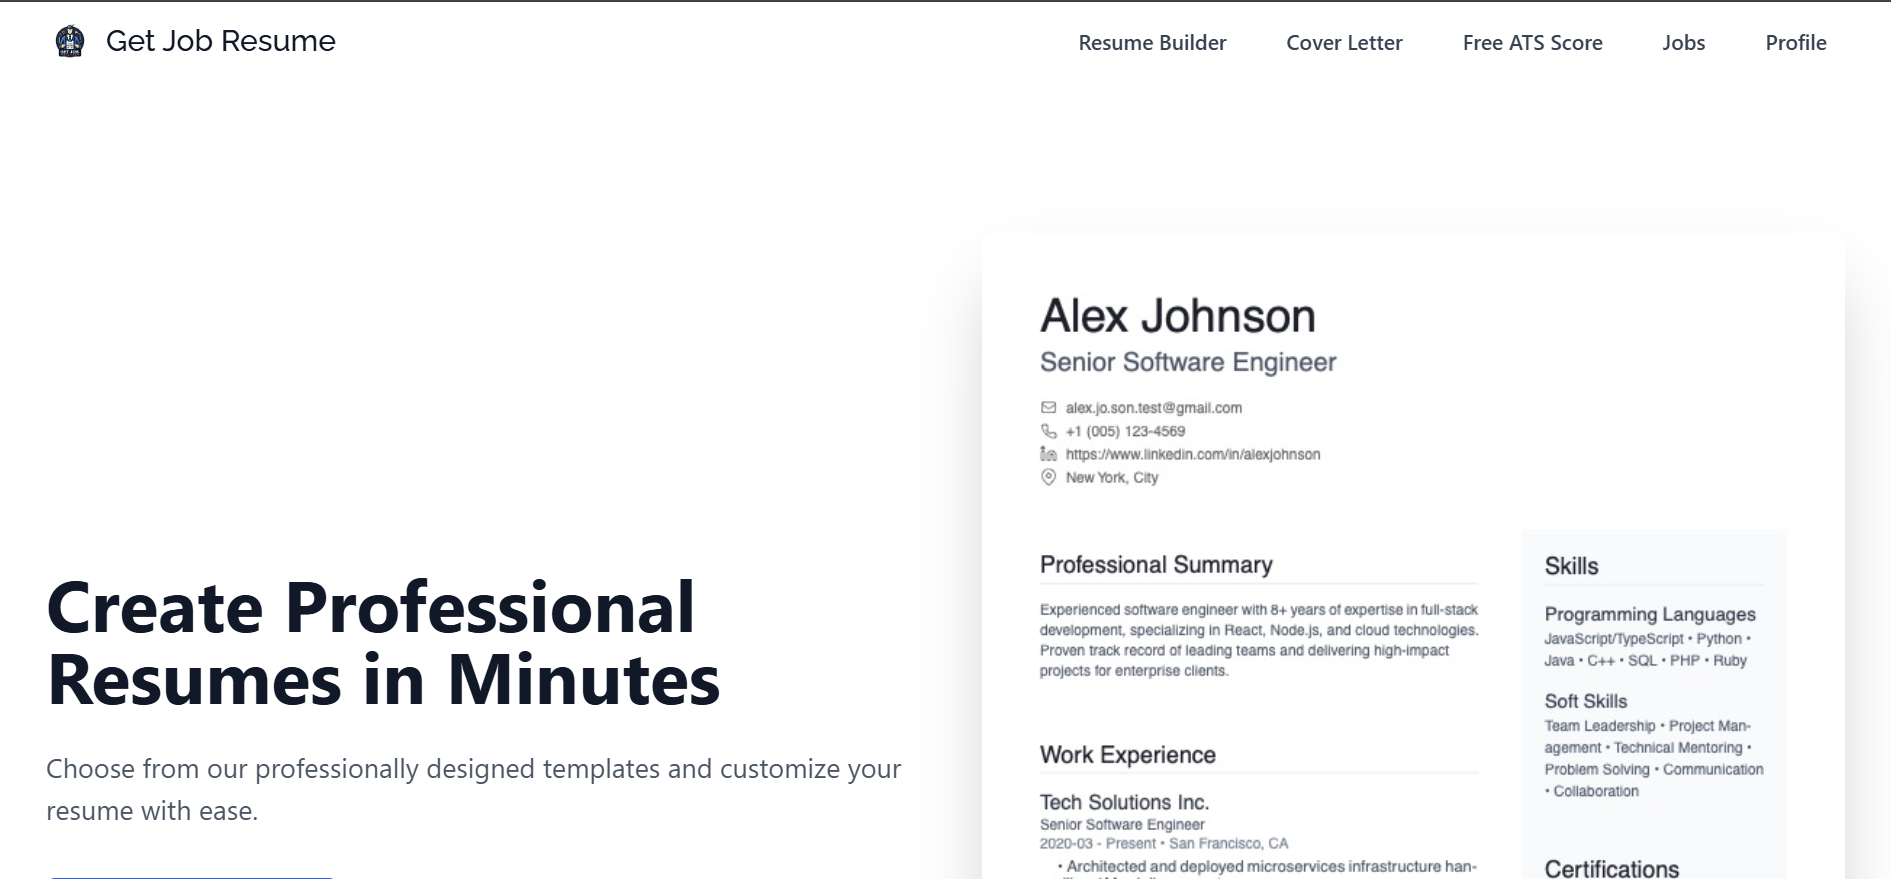 Get Job Resume
Resume Builder
Cover Letter
Free ATS Score
Jobs
Profile
Create Professional
Resumes in Minutes
Choose from our professionally designed templates and customize your
resume with ease.
Alex Johnson
Senior Software Engineer
alex.jo.son.test@gmail.com
+1 (005) 123-4569
https://www.linkedin.com/in/alexjohnson
New York, City
Professional Summary
Experienced software engineer with 8+ years of expertise in full-stack
development, specializing in React, Node.js, and cloud technologies.
Proven track record of leading teams and delivering high-impact
projects for enterprise clients.
Work Experience
Tech Solutions Inc.
Senior Software Engineer
2020-03 - Present • San Francisco, CA
• Architected and deployed microservices infrastructure han-
Skills
Programming Languages
JavaScript/TypeScript • Python •
Java • C++ • SQL • PHP • Ruby
Soft Skills
Team Leadership • Project Man-
agement • Technical Mentoring •
Problem Solving • Communication
• Collaboration
Certifications